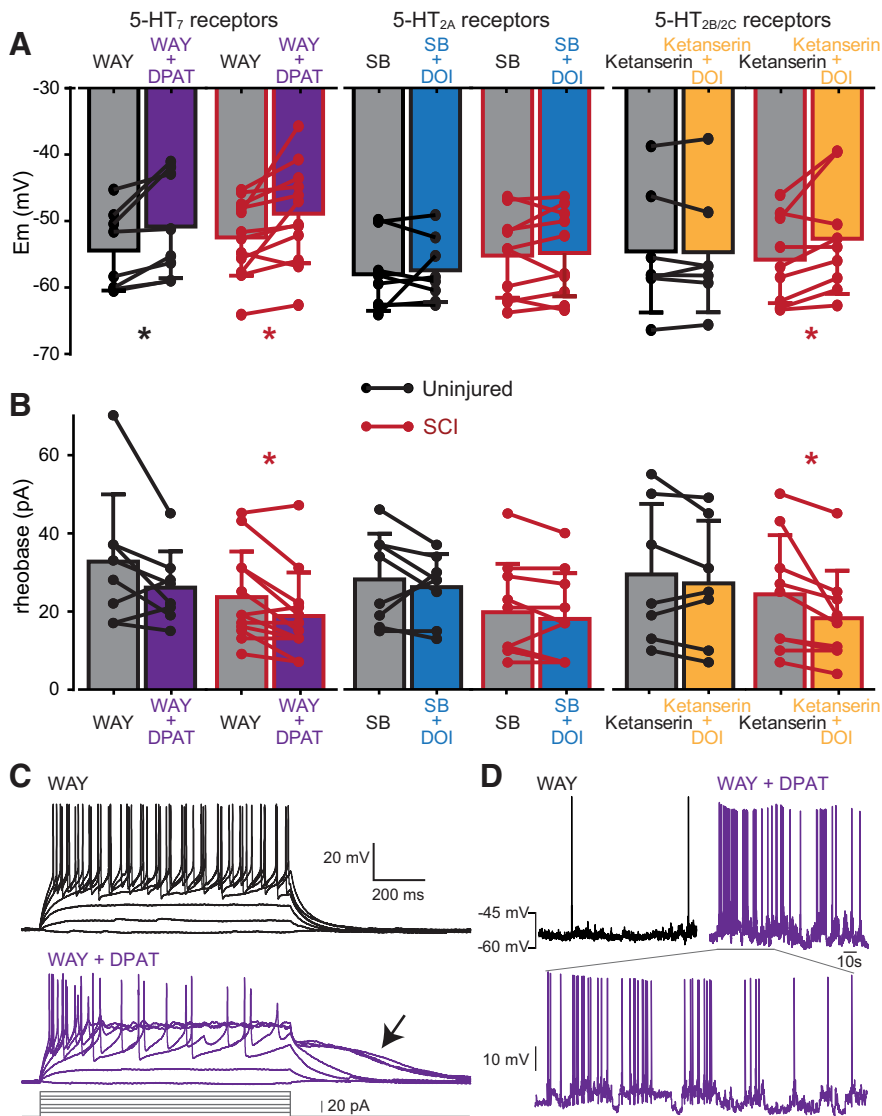 5-HT7 receptors 5-HT2A receptors 5-HT2B/2C receptors
A
WAY WAY + DPAT WAY WAY + DPAT SB SB + DOI SB SB + DOI Ketanserin Ketanserin + DOI Ketanserin Ketanserin + DOI
-30
-40
-50
-60
-70
Em (mV)
* * *
B
Uninjured
SCI
* *
60
40
20
0
rheobase (pA)
WAY WAY + DPAT WAY WAY + DPAT SB SB + DOI SB SB + DOI Ketanserin Ketanserin + DOI Ketanserin Ketanserin + DOI
C
WAY
20 mV
200 ms
WAY + DPAT
20 pA
D
WAY WAY + DPAT
-45 mV
-60 mV
10s
10 mV